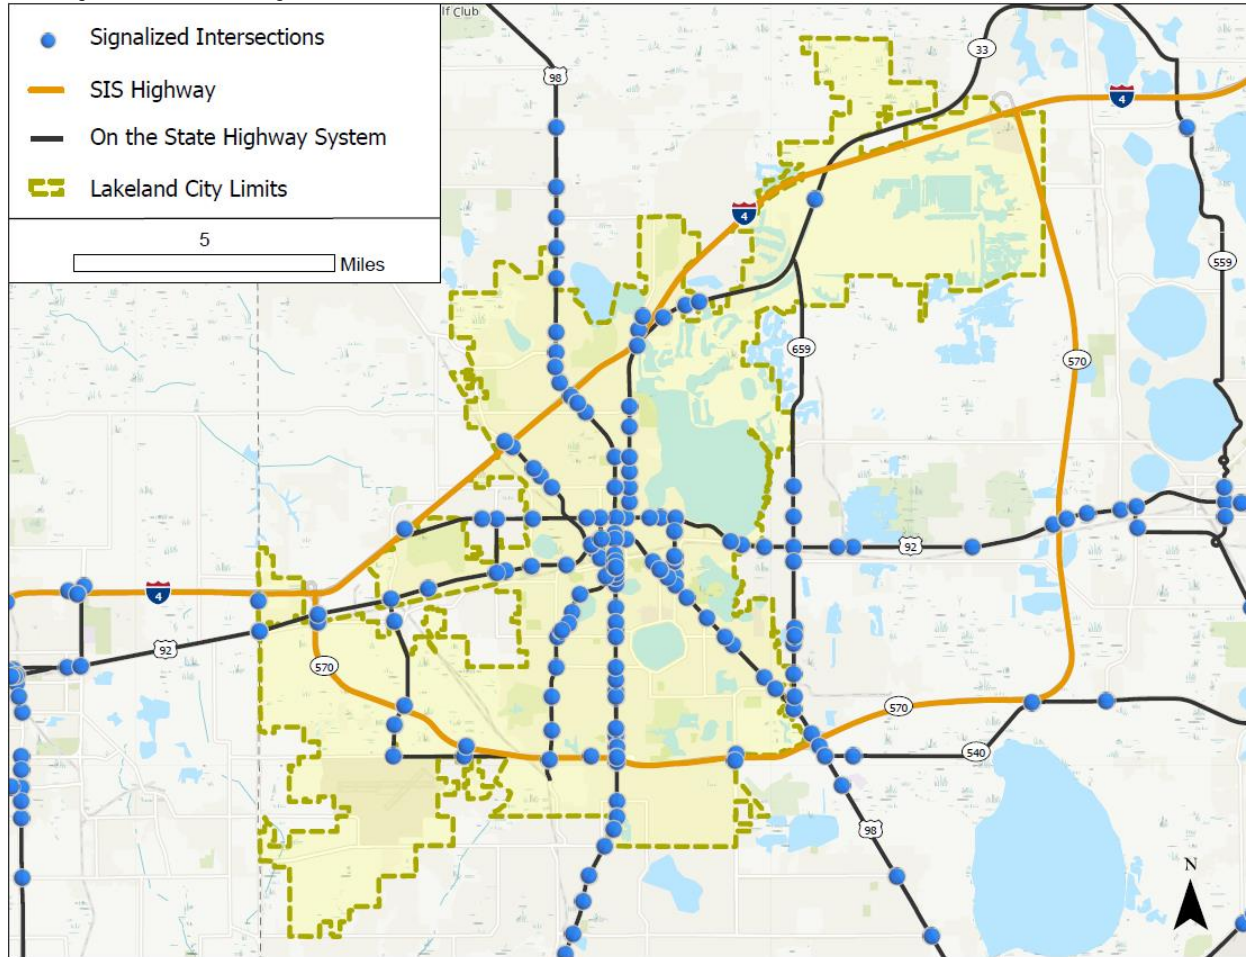 lf Club
Signalized Intersections
SIS Highway
On the State Highway System
Lakeland City Limits
5
Miles
98
33
4
4
559
659
570
92
4
92
570
570
540
98
N